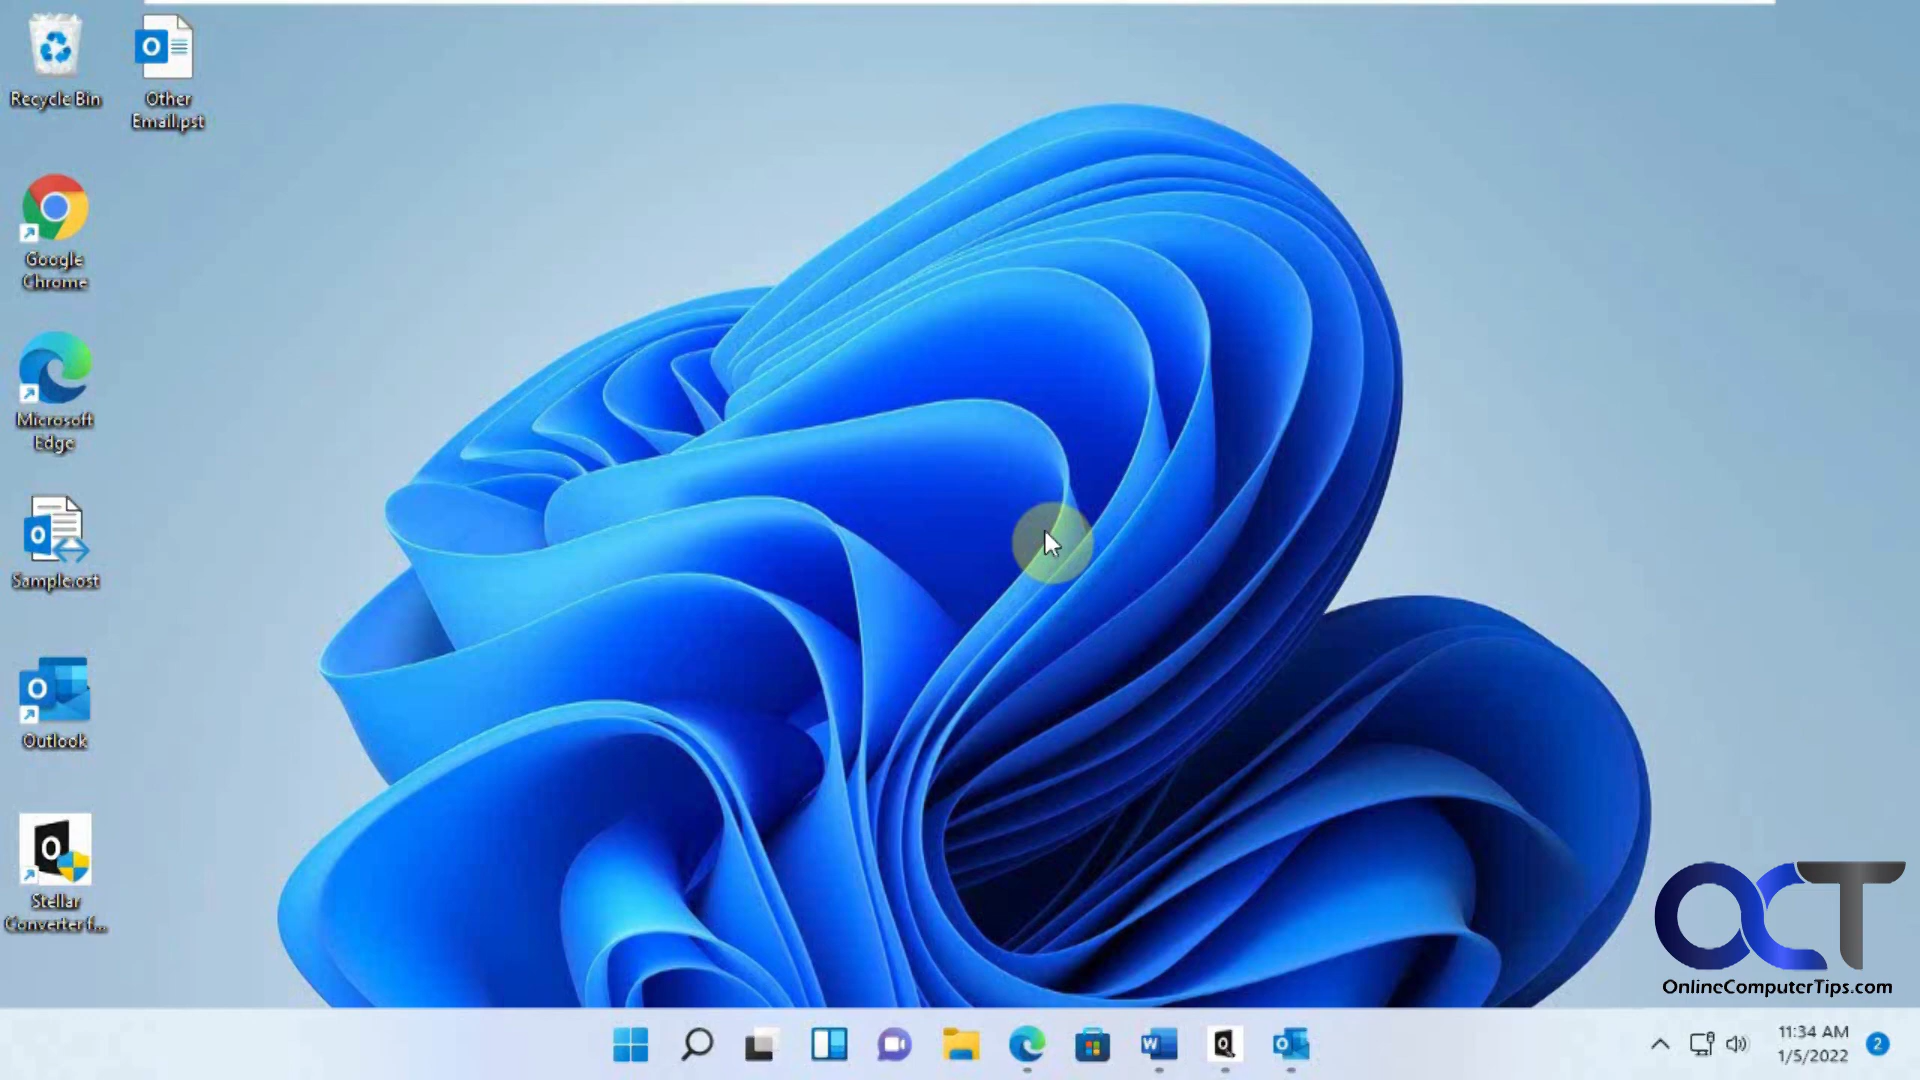 Recycle Bin
Other
Email.pst
Google
Chrome
Microsoft
Edge
Sample.ost
Outlook
Stellar
Converter f...
OCT
OnlineComputerTips.com
11:34 AM
1/5/2022
2